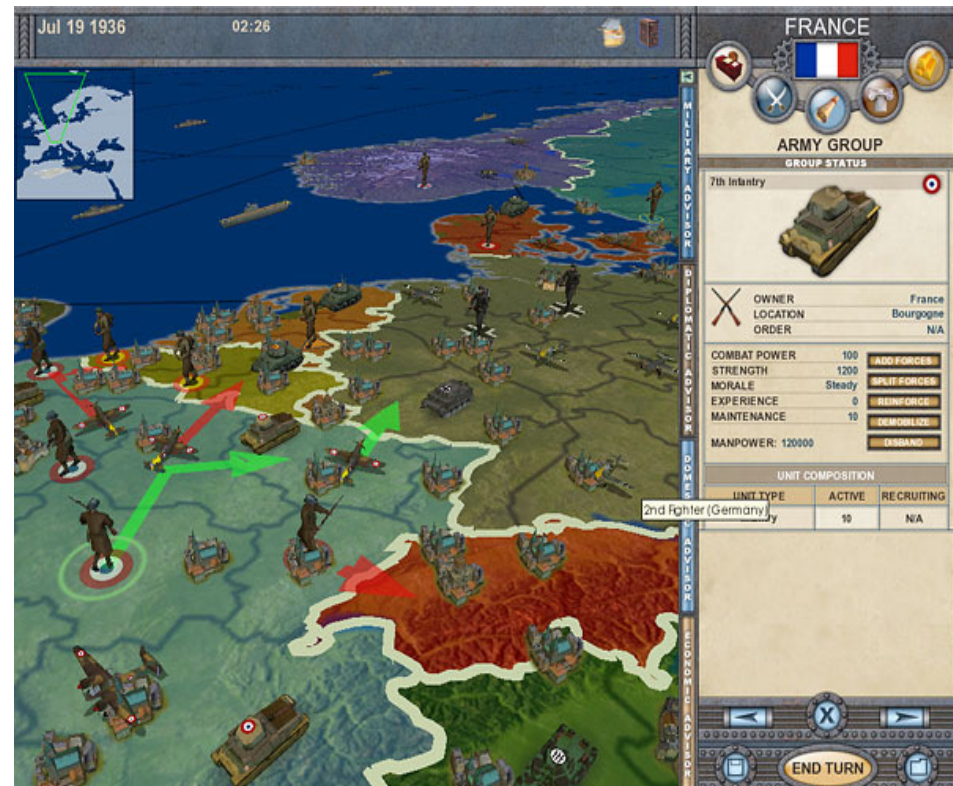 Jul 19 1936
02:26
FRANCE
ARMY GROUP
GROUP STATUS
7th Infantry
OWNER France
LOCATION Bourgogne
ORDER N/A
COMBAT POWER 100
STRENGTH 1200
MORALE Steady
EXPERIENCE 0
MAINTENANCE 10
MANPOWER: 120000
ADD FORCES
SPLIT FORCES
REINFORCE
DEMOBILIZE
DISBAND
UNIT COMPOSITION
UNIT TYPE ACTIVE RECRUITING
10 N/A
2nd Fighter (Germany)
MILITARY ADVISOR
DIPLOMATIC ADVISOR
ADVISOR
ECONOMIC ADVISOR
X
END TURN